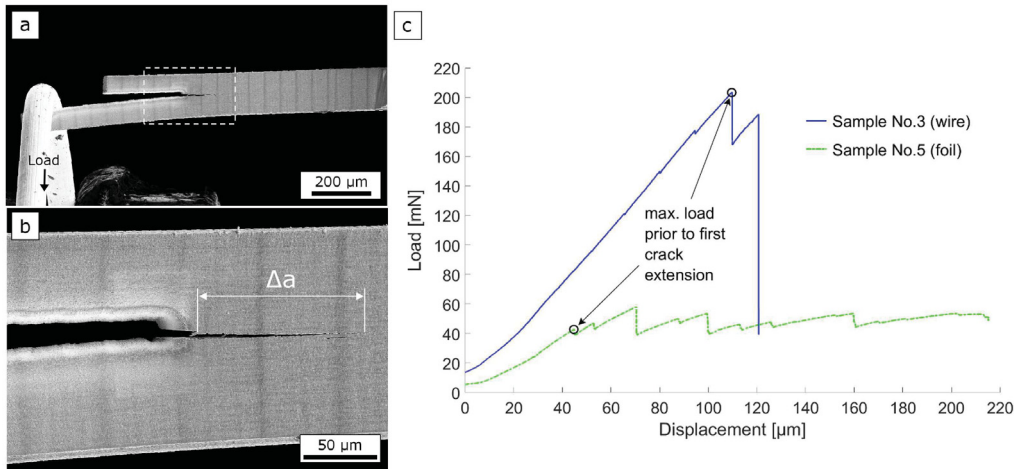 a
Load
200 µm
b
Δa
50 µm
c
220
200
180
160
140
120
100
80
60
40
20
0
Load [mN]
0 20 40 60 80 100 120 140 160 180 200 220
Displacement [µm]
max. load
prior to first
crack
extension
Sample No.3 (wire)
Sample No.5 (foil)